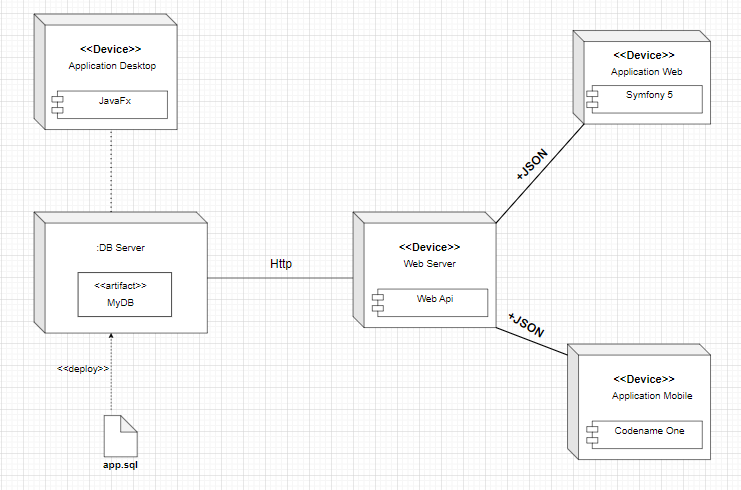 <<Device>>
Application Desktop
JavaFx
<<Device>>
Application Web
Symfony 5
+JSON
:DB Server
<<artifact>>
MyDB
Http
<<Device>>
Web Server
Web Api
+JSON
<<deploy>>
app.sql
<<Device>>
Application Mobile
Codename One